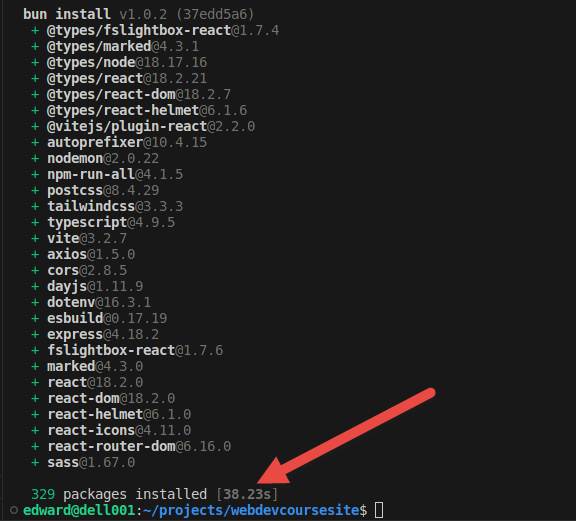 bun install v1.0.2 (37edd5a6)
+ @types/fslightbox-react@1.7.4
+ @types/marked@4.3.1
+ @types/node@18.17.16
+ @types/react@18.2.21
+ @types/react-dom@18.2.7
+ @types/react-helmet@6.1.6
+ @vitejs/plugin-react@2.2.0
+ autoprefixer@10.4.15
+ nodemon@2.0.22
+ npm-run-all@4.1.5
+ postcss@8.4.29
+ tailwindcss@3.3.3
+ typescript@4.9.5
+ vite@3.2.7
+ axios@1.5.0
+ cors@2.8.5
+ dayjs@1.11.9
+ dotenv@16.3.1
+ esbuild@0.17.19
+ express@4.18.2
+ fslightbox-react@1.7.6
+ marked@4.3.0
+ react@18.2.0
+ react-dom@18.2.0
+ react-helmet@6.1.0
+ react-icons@4.11.0
+ react-router-dom@6.16.0
+ sass@1.67.0
329 packages installed [38.23s]
edward@dell001:~/projects/webdevcoursesite$